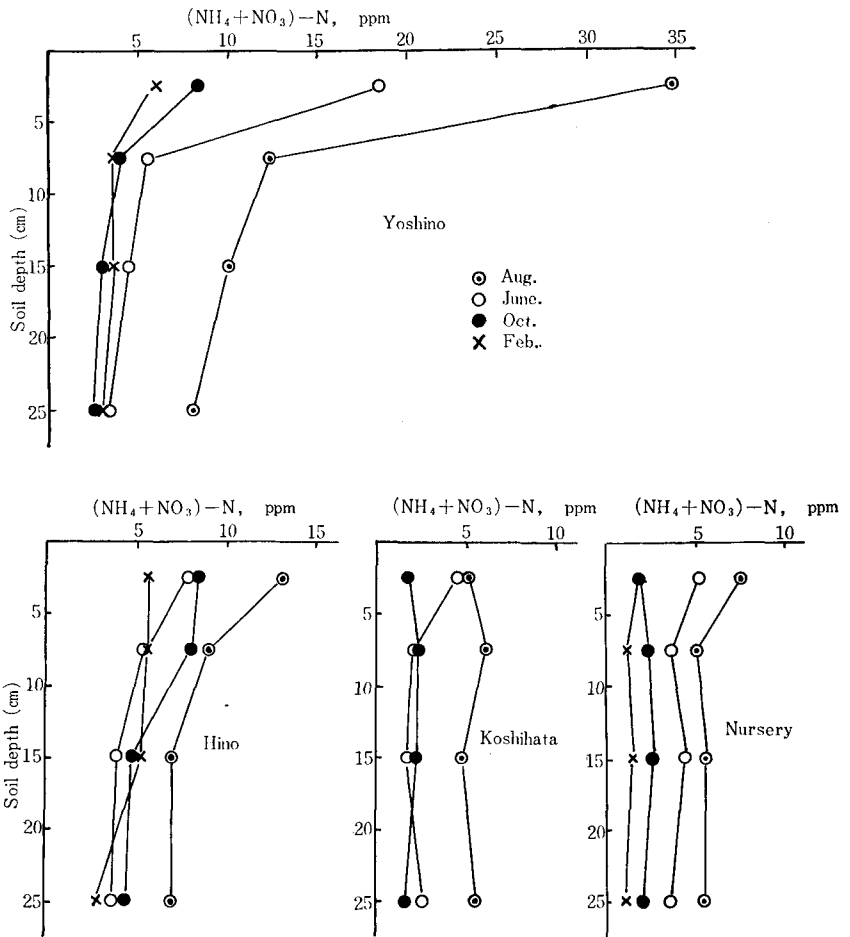 (NH₄+NO₃)−N, ppm
5 10 15 20 25 30 35
5
10
15
20
25
Soil depth (cm)
Yoshino
Aug.
June.
Oct.
Feb..
(NH₄+NO₃)−N, ppm
5 10 15
5
10
15
20
25
Soil depth (cm)
Hino
(NH₄+NO₃)−N, ppm
5 10
5
10
15
20
25
Koshihata
(NH₄+NO₃)−N, ppm
5 10
5
10
15
20
25
Nursery